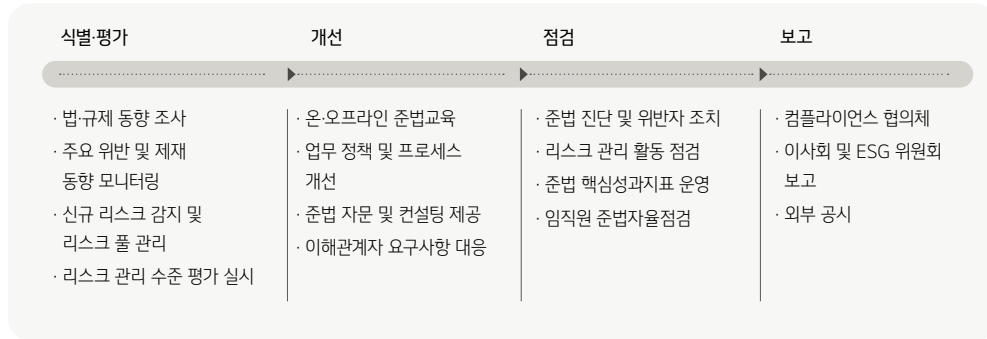 식별·평가
개선
점검
보고
· 법·규제 동향 조사
· 주요 위반 및 제재
동향 모니터링
· 신규 리스크 감지 및
리스크 풀 관리
· 리스크 관리 수준 평가 실시
· 온·오프라인 준법교육
· 업무 정책 및 프로세스
개선
· 준법 자문 및 컨설팅 제공
· 이해관계자 요구사항 대응
· 준법 진단 및 위반자 조치
· 리스크 관리 활동 점검
· 준법 핵심성과지표 운영
· 임직원 준법자율점검
· 컴플라이언스 협의체
· 이사회 및 ESG 위원회
보고
· 외부 공시